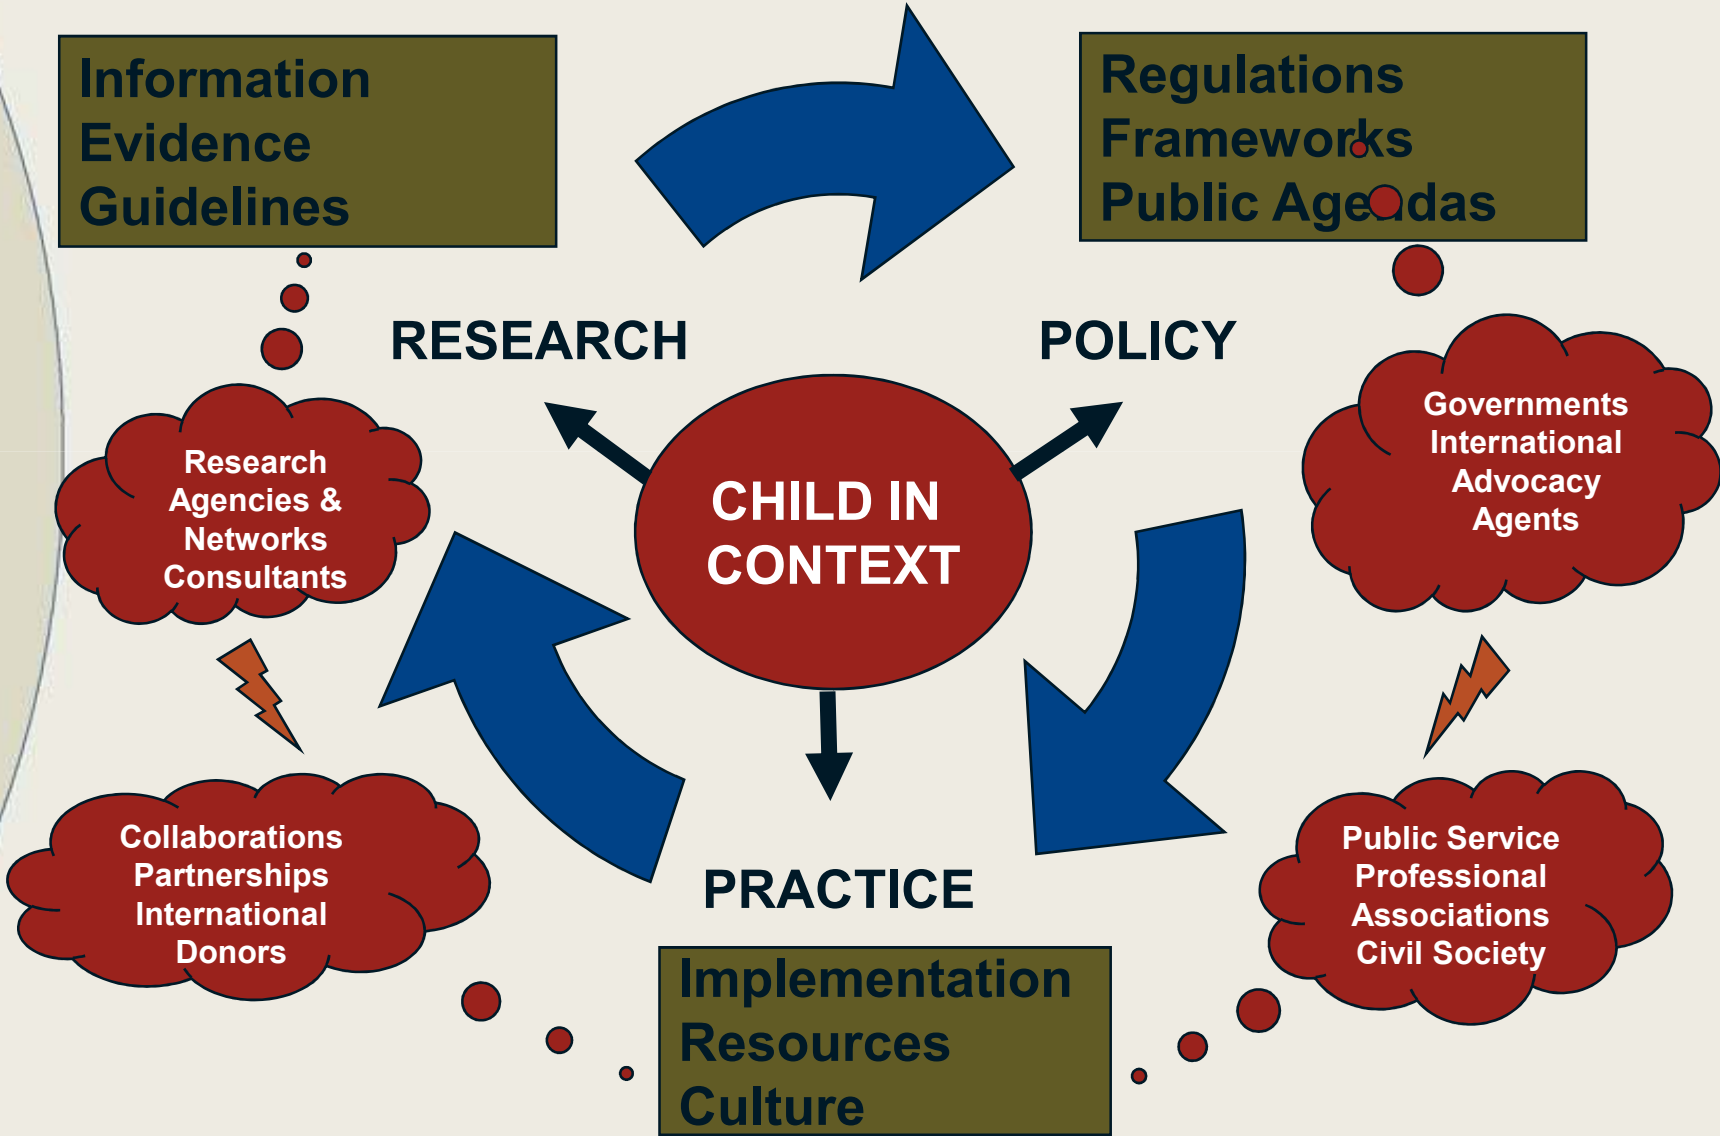 Information
Evidence
Guidelines
Regulations
Frameworks
Public Agendas
RESEARCH
POLICY
Research
Agencies &
Networks
Consultants
CHILD IN
CONTEXT
Governments
International
Advocacy
Agents
Collaborations
Partnerships
International
Donors
PRACTICE
Public Service
Professional
Associations
Civil Society
Implementation
Resources
Culture